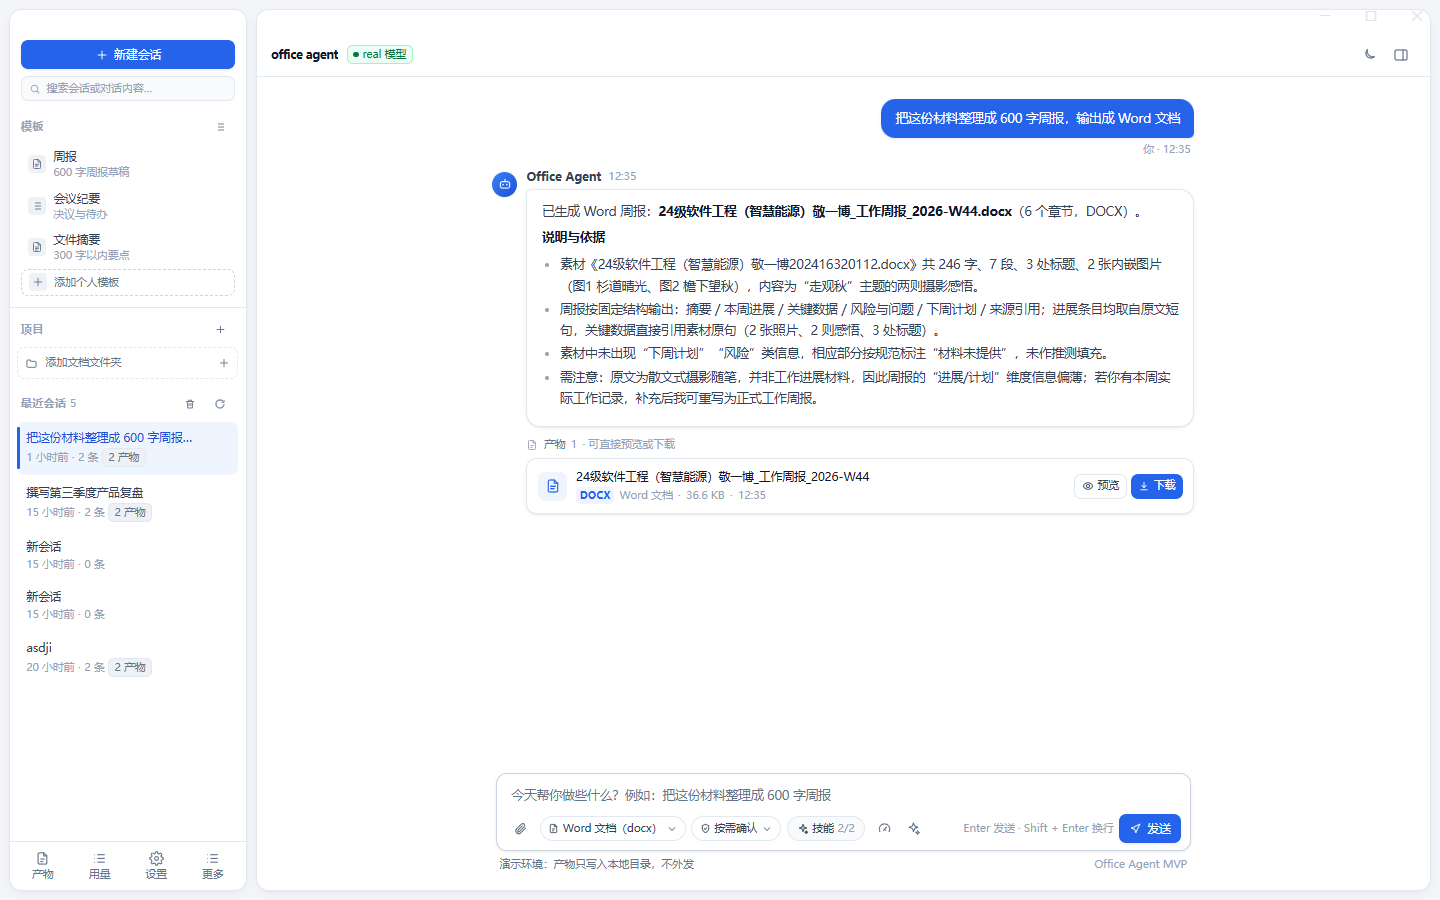 新建会话
搜索会话或对话内容...
模板
周报
600 字周报草稿
会议纪要
决议与待办
文件摘要
300 字以内要点
添加个人模板
项目
添加文档文件夹
最近会话 5
把这份材料整理成 600 字周报...
1 小时前 · 2 条 2 产物
撰写第三季度产品复盘
15 小时前 · 2 条 2 产物
新会话
15 小时前 · 0 条
新会话
15 小时前 · 0 条
asdji
20 小时前 · 2 条 2 产物
产物 用量 设置 更多
office agent real 模型
把这份材料整理成 600 字周报，输出成 Word 文档
你 · 12:35
Office Agent 12:35
已生成 Word 周报：24级软件工程（智慧能源）敬一博_工作周报_2026-W44.docx（6 个章节，DOCX）。
说明与依据
素材《24级软件工程（智慧能源）敬一博202416320112.docx》共 246 字、7 段、3 处标题、2 张内嵌图片
（图1 杉道晴光、图2 檐下望秋），内容为“走观秋”主题的两则摄影感悟。
周报按固定结构输出：摘要 / 本周进展 / 关键数据 / 风险与问题 / 下周计划 / 来源引用；进展条目均取自原文短
句，关键数据直接引用素材原句（2 张照片、2 则感悟、3 处标题）。
素材中未出现“下周计划”“风险”类信息，相应部分按规范标注“材料未提供”，未作推测填充。
需注意：原文为散文式摄影随笔，并非工作进展材料，因此周报的“进展/计划”维度信息偏薄；若你有本周实
际工作记录，补充后我可重写为正式工作周报。
产物 1 · 可直接预览或下载
24级软件工程（智慧能源）敬一博_工作周报_2026-W44
DOCX Word 文档 · 36.6 KB · 12:35
预览 下载
今天帮你做些什么？例如：把这份材料整理成 600 字周报
Word 文档（docx） 按需确认 技能 2/2 Enter 发送 · Shift + Enter 换行 发送
演示环境：产物只写入本地目录，不外发 Office Agent MVP